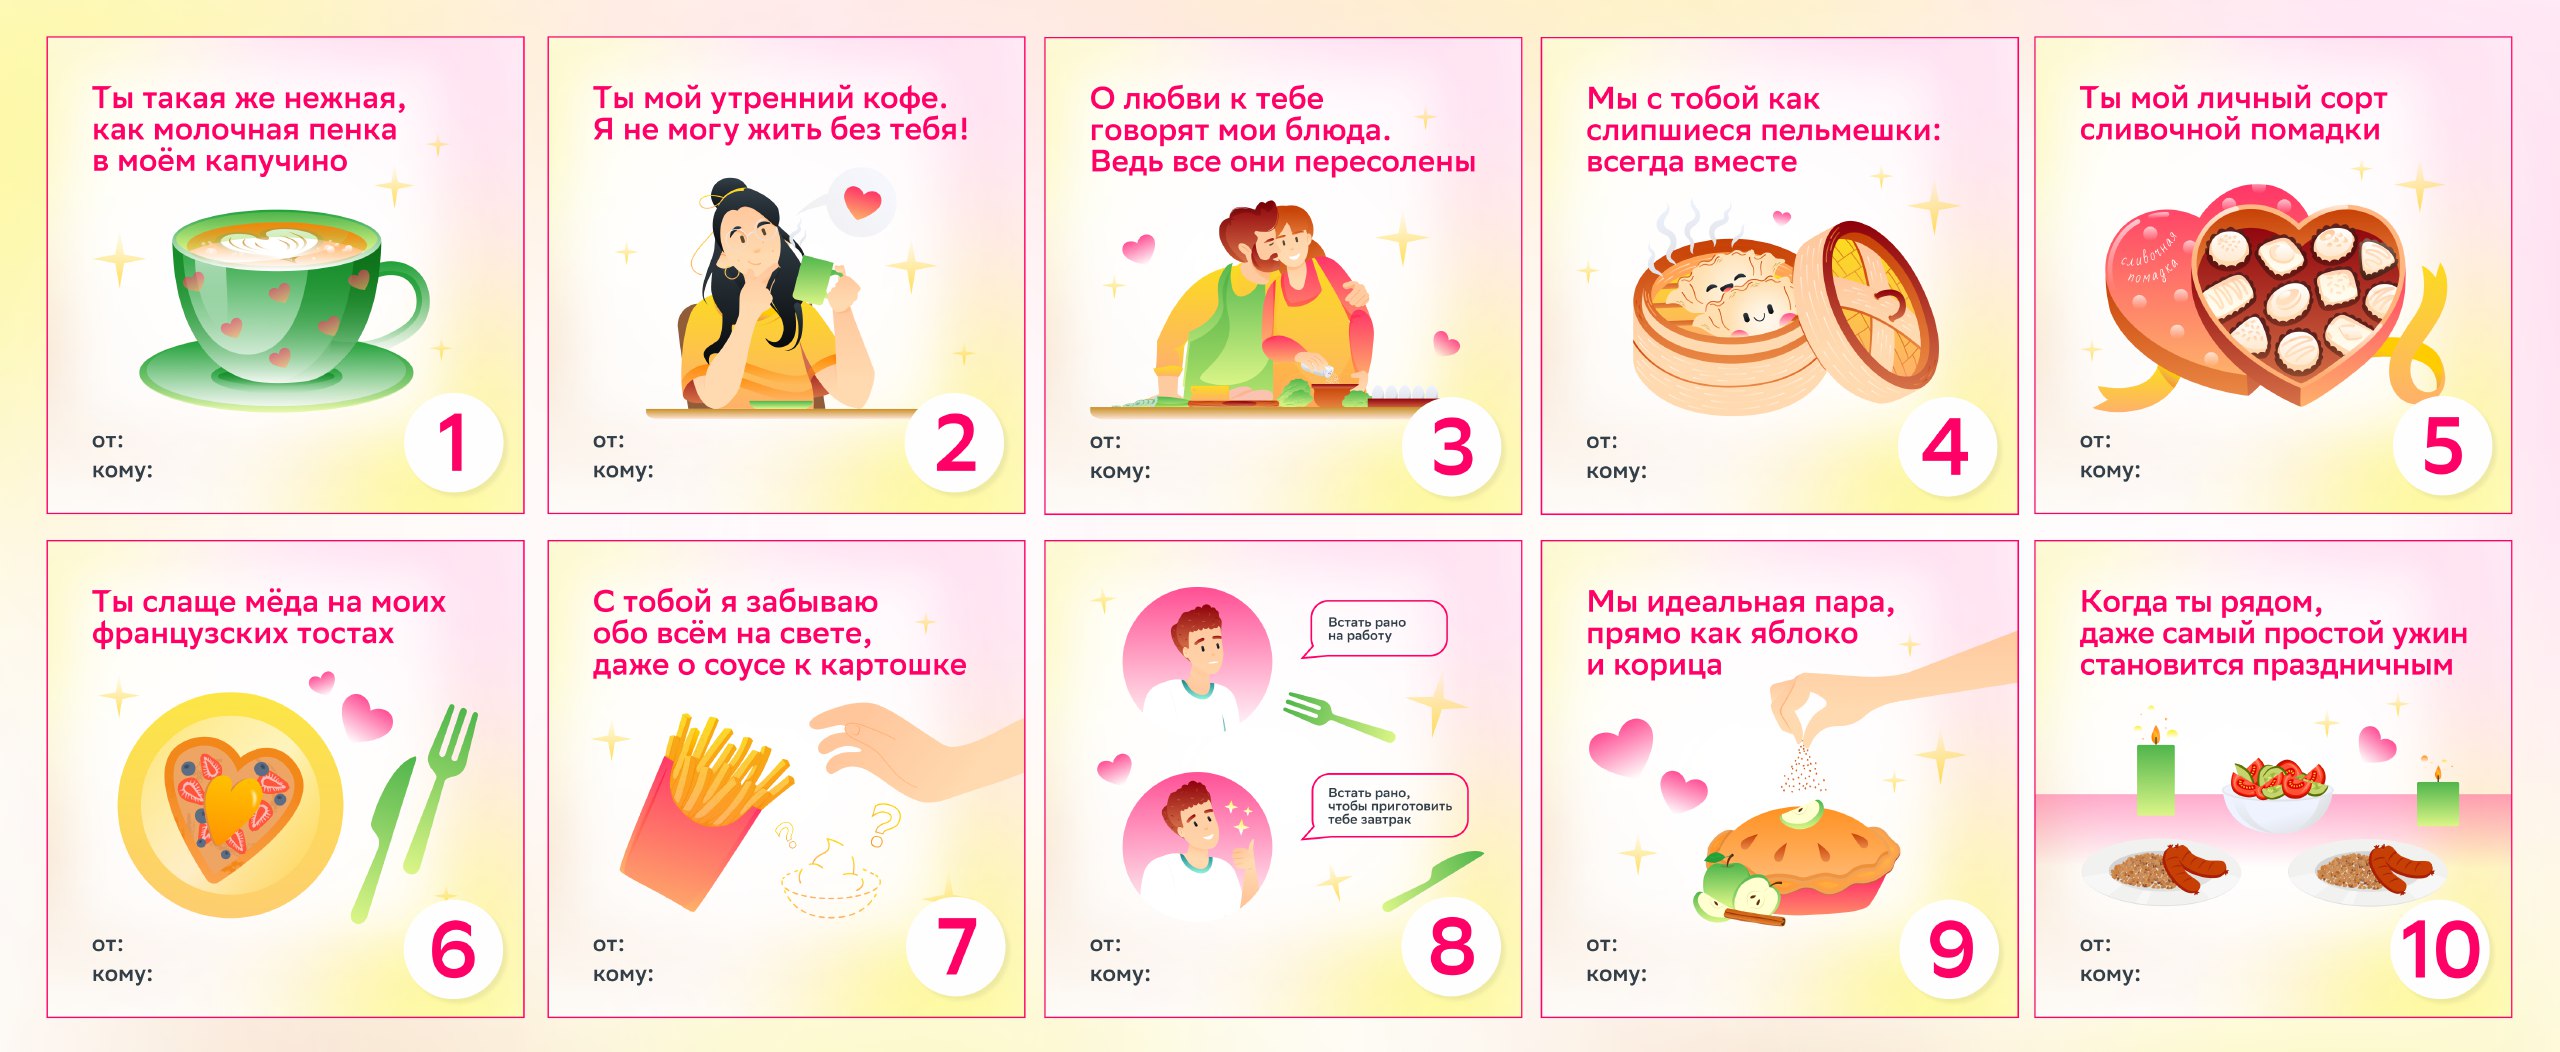 Ты такая же нежная,
как молочная пенка
в моём капучино
от:
кому:
1
Ты мой утренний кофе.
Я не могу жить без тебя!
от:
кому:
2
О любви к тебе
говорят мои блюда.
Ведь все они пересолены
от:
кому:
3
Мы с тобой как
слипшиеся пельмешки:
всегда вместе
от:
кому:
4
Ты мой личный сорт
сливочной помадки
сливочная
помадка
от:
кому:
5
Ты слаще мёда на моих
французских тостах
от:
кому:
6
С тобой я забываю
обо всём на свете,
даже о соусе к картошке
? ?
от:
кому:
7
Встать рано
на работу
Встать рано,
чтобы приготовить
тебе завтрак
от:
кому:
8
Мы идеальная пара,
прямо как яблоко
и корица
от:
кому:
9
Когда ты рядом,
даже самый простой ужин
становится праздничным
от:
кому:
10